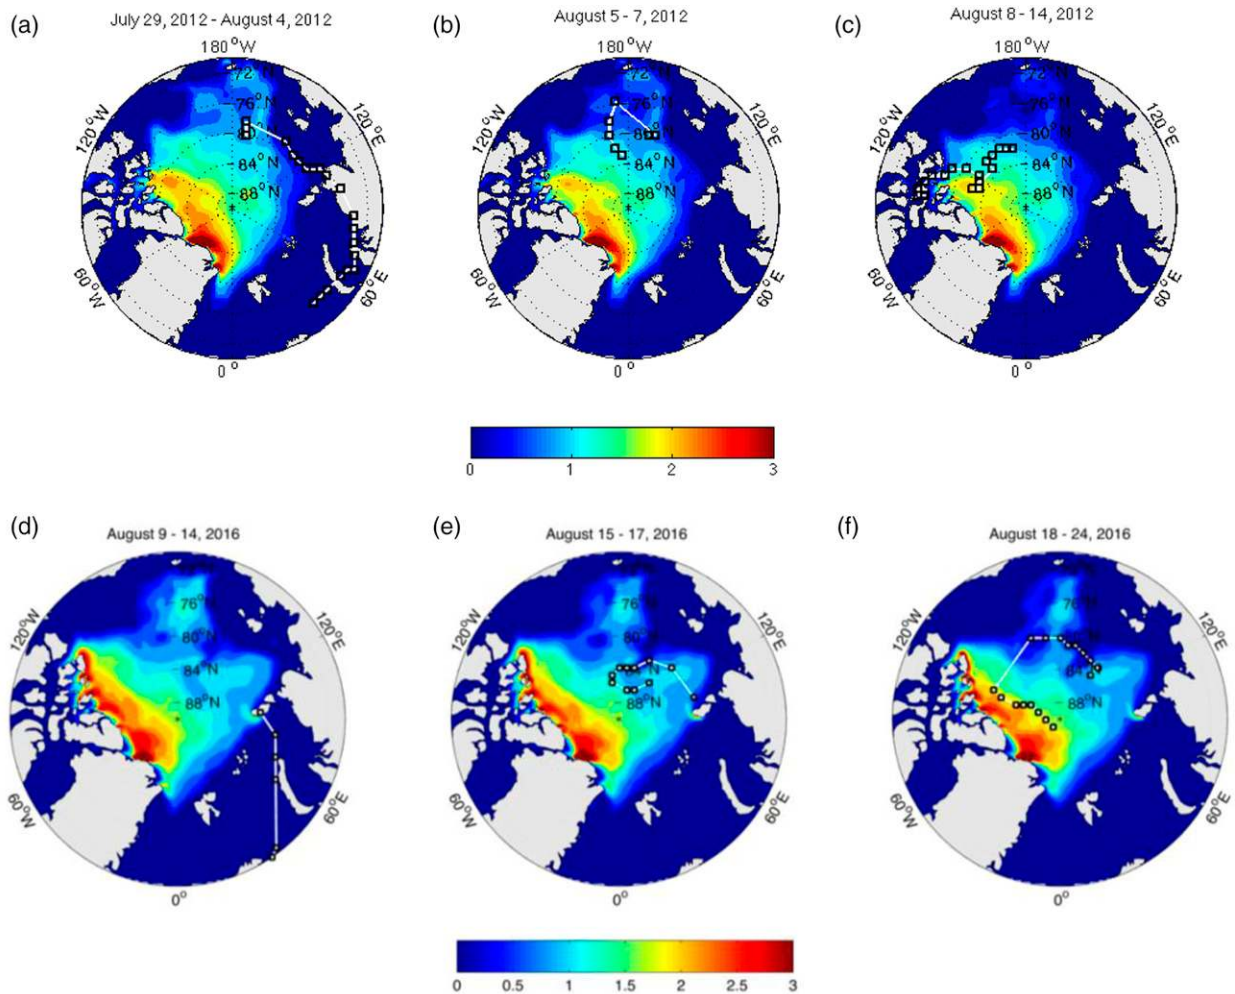 (a) July 29, 2012 - August 4, 2012
(b) August 5 - 7, 2012
(c) August 8 - 14, 2012
180°W 180°W 180°W
72°N 72°N 72°N
76°N 76°N 76°N
80°N
84°N 84°N 84°N
88°N 88°N 88°N
120°W 120°E 120°W 120°E 120°W 120°E
60°W 60°E 60°W 60°E 60°W 60°E
0° 0° 0°
0 1 2 3
(d) August 9 - 14, 2016
(e) August 15 - 17, 2016
(f) August 18 - 24, 2016
76°N 76°N 76°N
80°N 80°N
84°N 84°N 84°N
88°N 88°N 88°N
120°W 120°E 120°W 120°E 120°W 120°E
60°W 60°E 60°W 60°E 60°W 60°E
0° 0° 0°
0 0.5 1 1.5 2 2.5 3